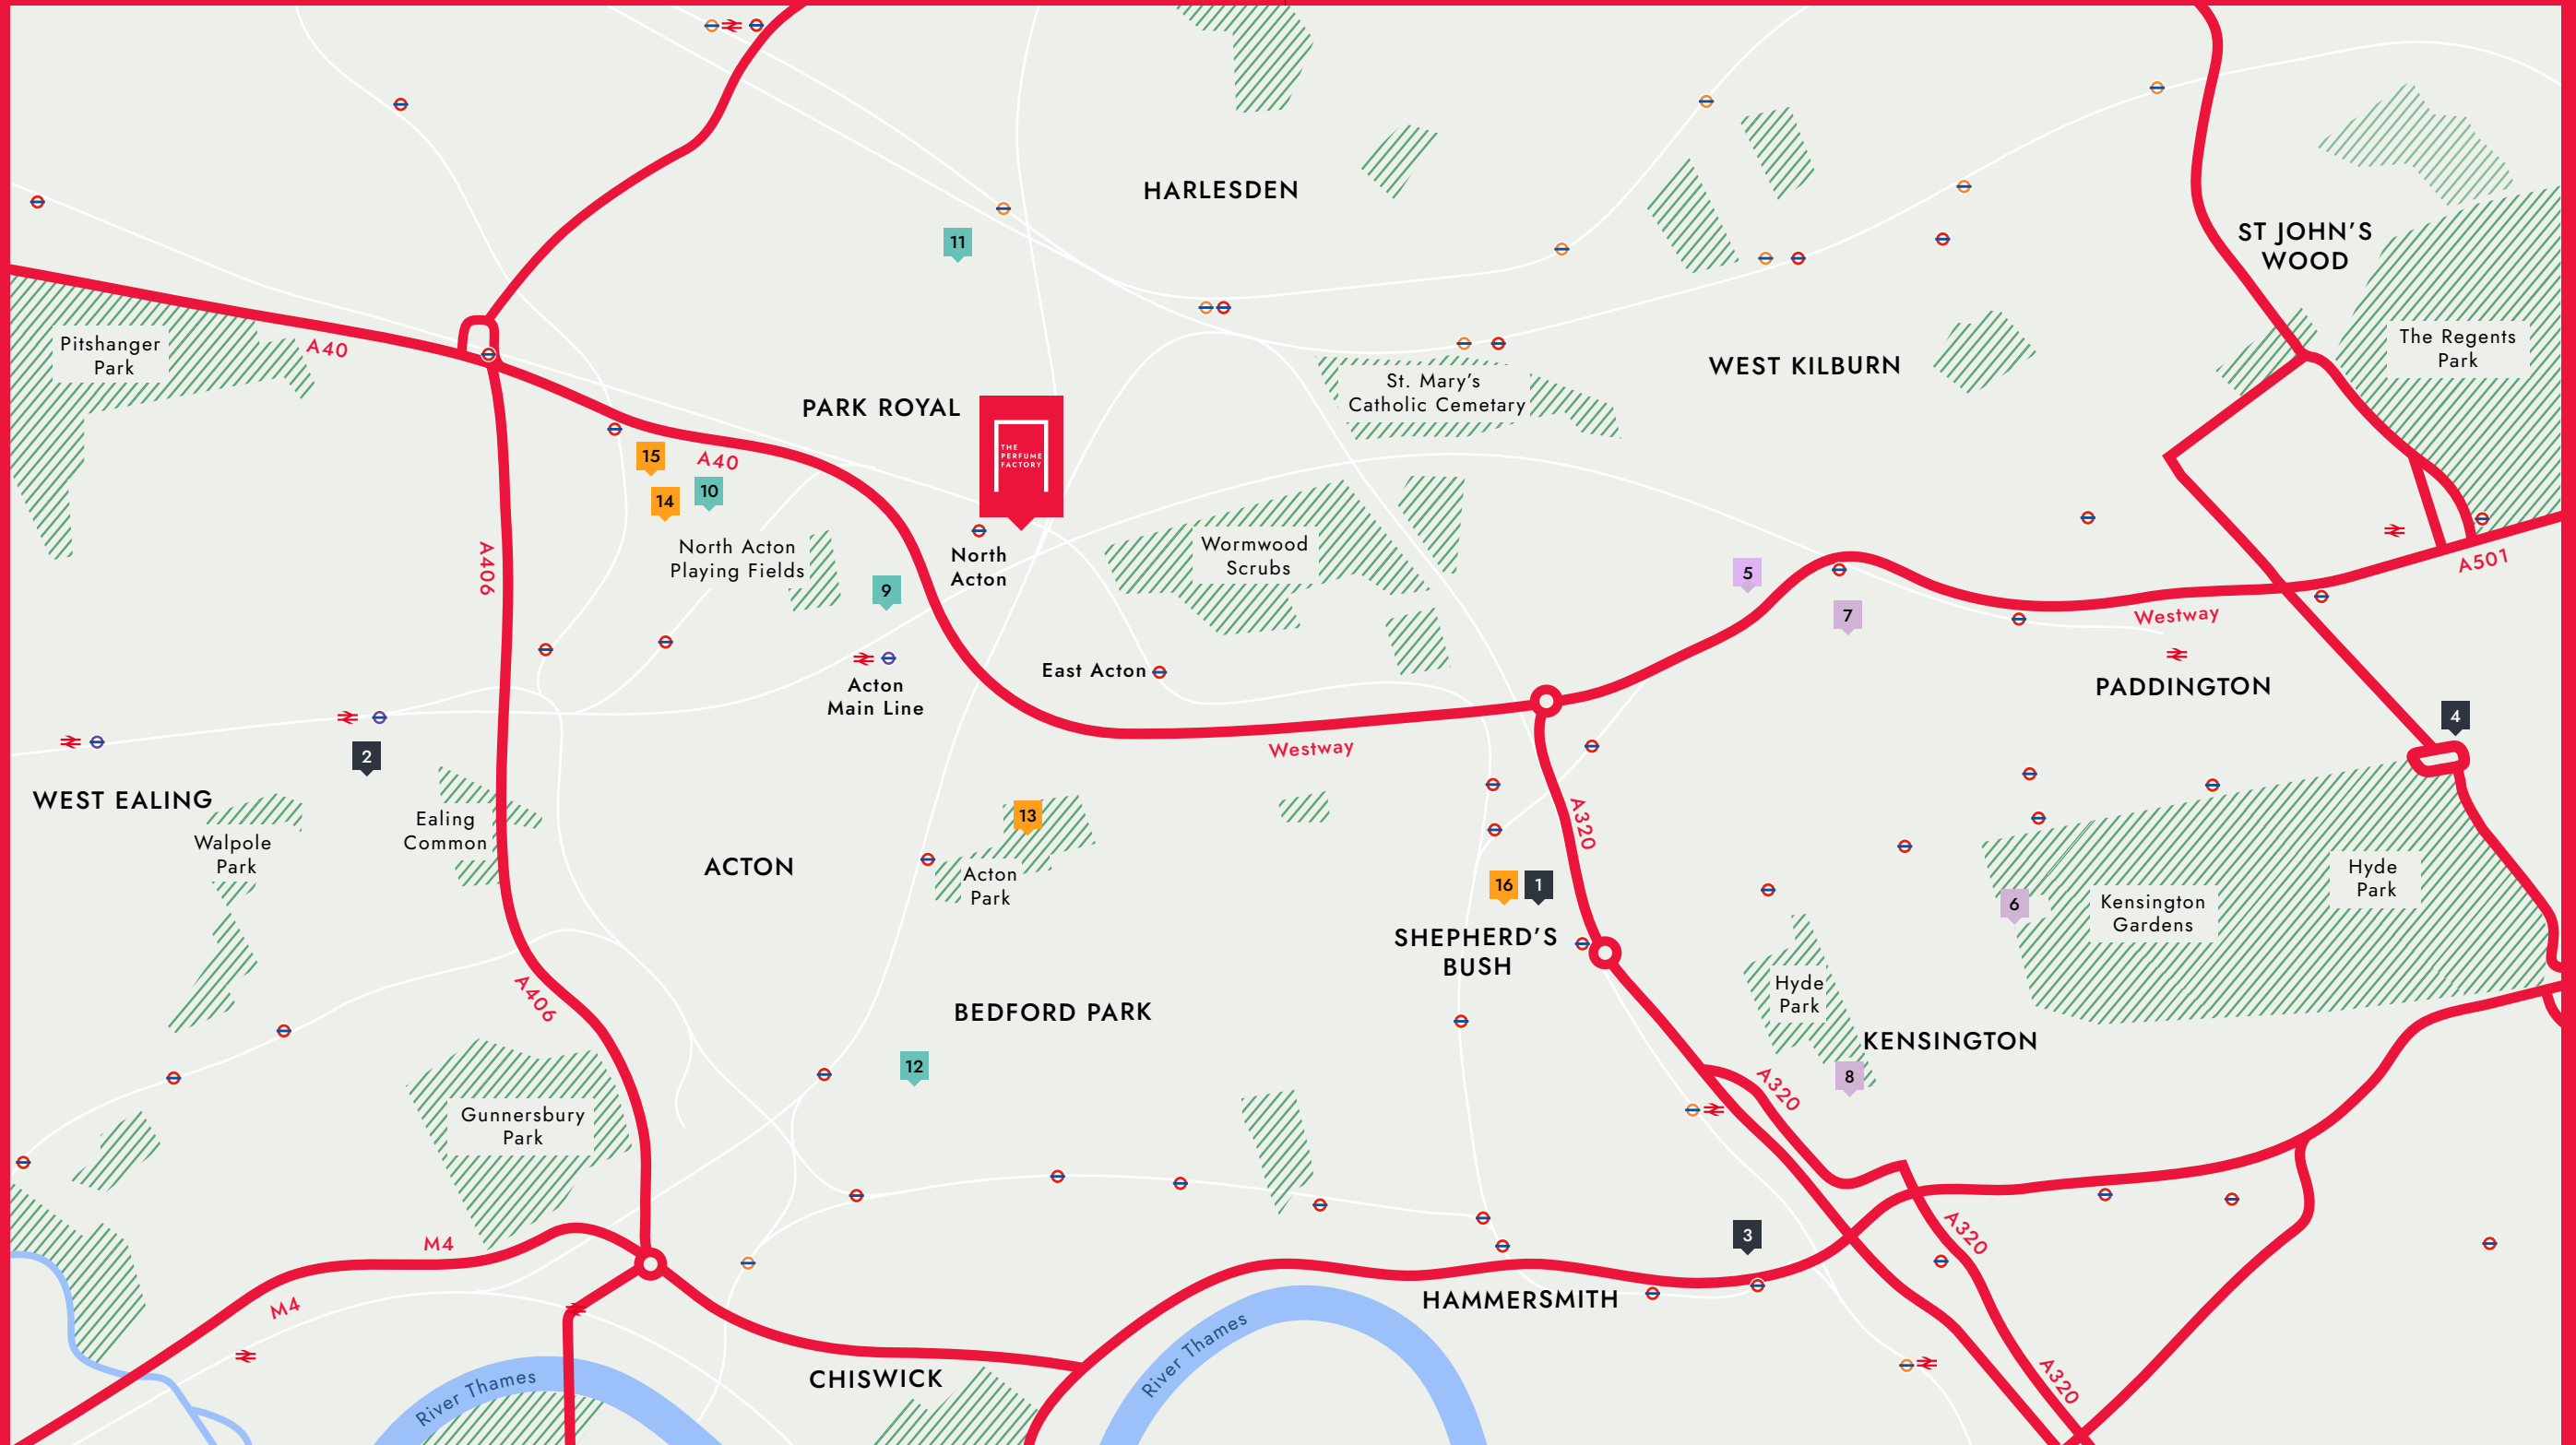 HARLESDEN
11
ST JOHN'S
WOOD
Pitshanger
Park
A40
The Regents
Park
WEST KILBURN
St. Mary's
Catholic Cemetary
PARK ROYAL
THE
PERFUME
FACTORY
15
A40
14
10
North Acton
Playing Fields
A406
North
Acton
Wormwood
Scrubs
9
5
7
A501
Westway
East Acton
Acton
Main Line
PADDINGTON
4
2
Westway
WEST EALING
Walpole
Park
Ealing
Common
ACTON
13
Acton
Park
A320
16
1
SHEPHERD'S
BUSH
6
Kensington
Gardens
Hyde
Park
A406
BEDFORD PARK
Hyde
Park
KENSINGTON
12
8
A320
Gunnersbury
Park
M4
A320
3
M4
HAMMERSMITH
River Thames
CHISWICK
River Thames
A320